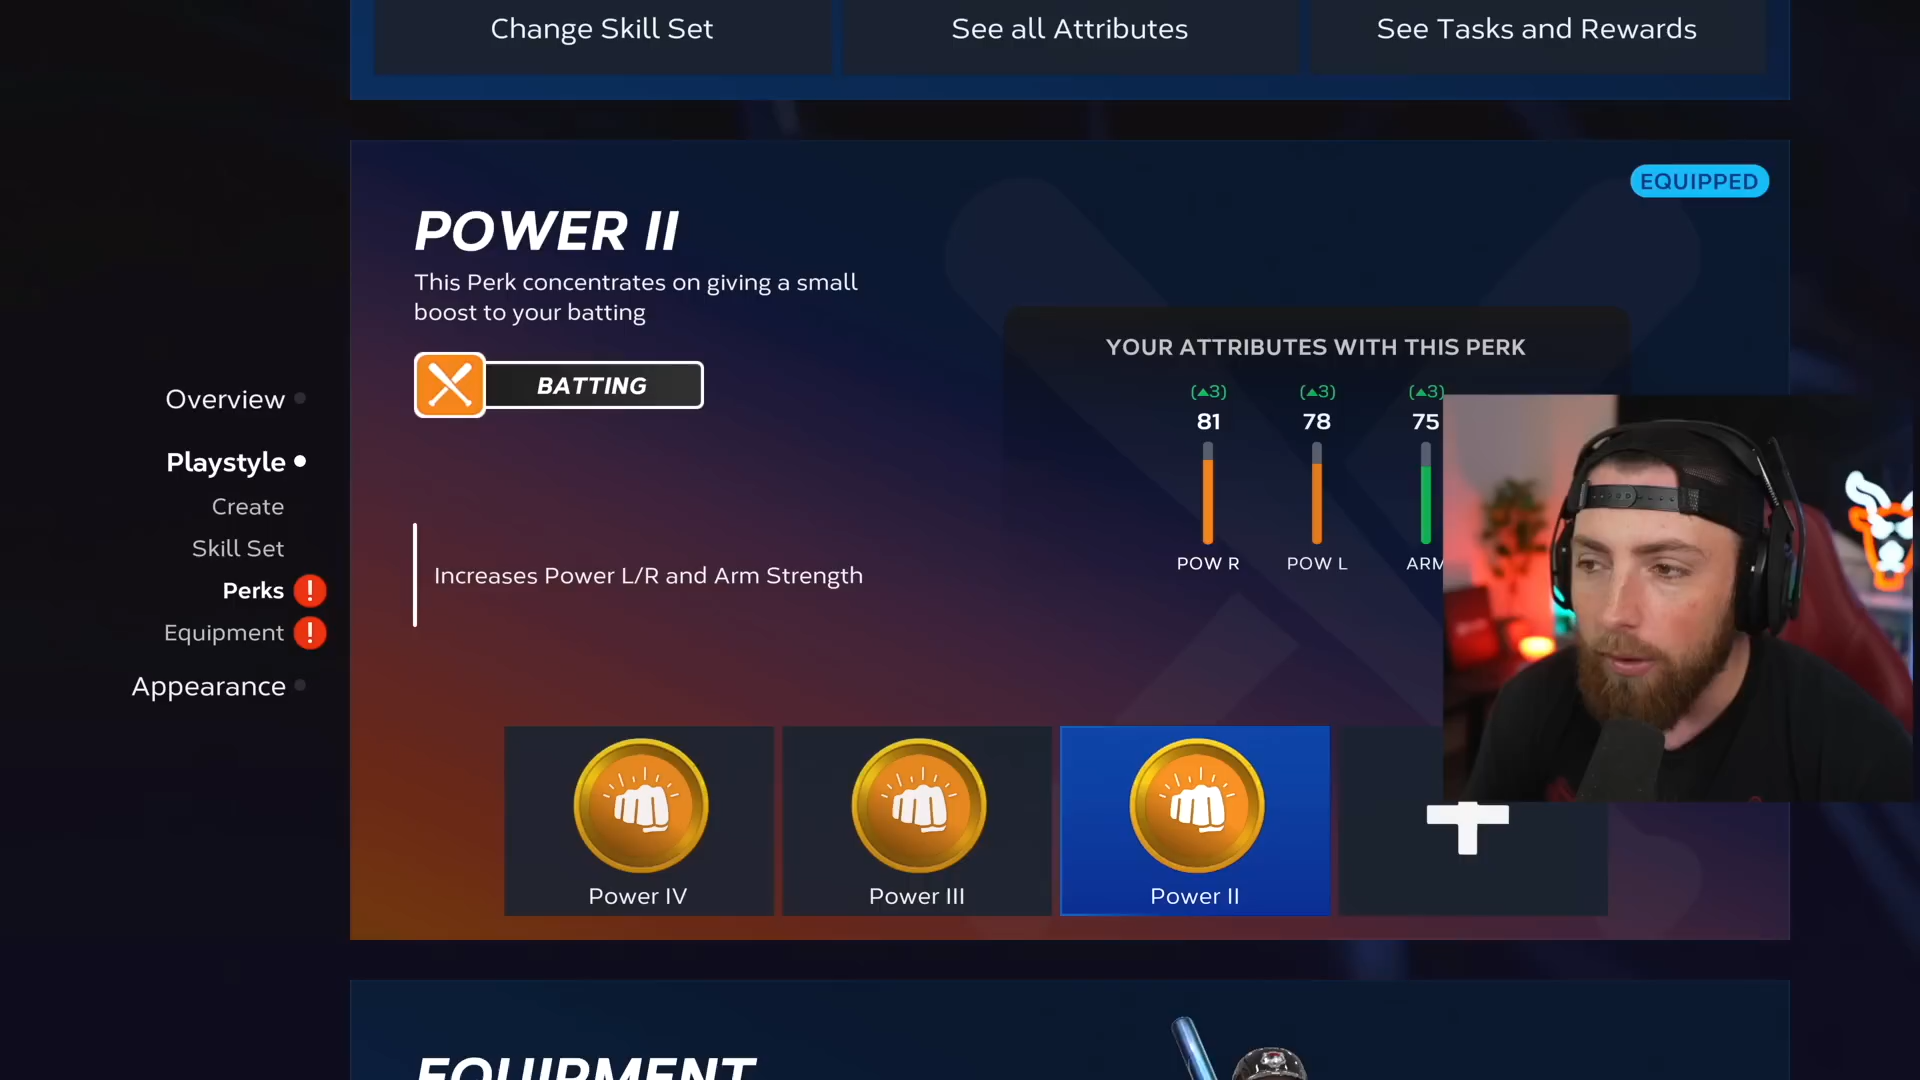 Change Skill Set
See all Attributes
See Tasks and Rewards
EQUIPPED
POWER II
This Perk concentrates on giving a small
boost to your batting
BATTING
YOUR ATTRIBUTES WITH THIS PERK
(▲3)
(▲3)
(▲3)
81
78
75
POW R
POW L
ARM
Increases Power L/R and Arm Strength
Overview
Playstyle
Create
Skill Set
Perks !
Equipment !
Appearance
Power IV
Power III
Power II
EQUIPMENT